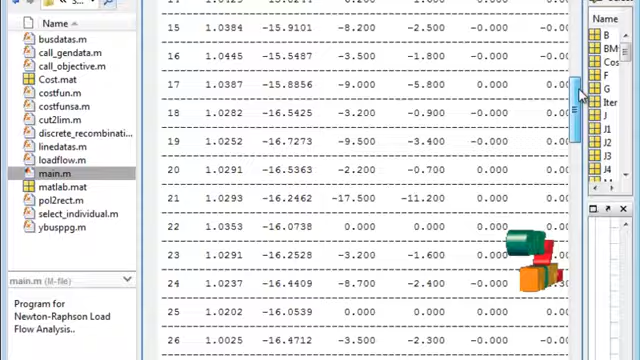 Name
busdatas.m
call_gendata.m
call_objective.m
Cost.mat
costfun.m
costfunsa.m
cut2lim.m
discrete_recombinati...
linedatas.m
loadflow.m
main.m
matlab.mat
pol2rect.m
select_individual.m
ybusppg.m
main.m (M-file)
Program for
Newton-Raphson Load
Flow Analysis..
15 1.0384 -15.9101 -8.200 -2.500 -0.000 -0.00
16 1.0445 -15.5487 -3.500 -1.800 -0.000 0.00
17 1.0387 -15.8856 -9.000 -5.800 -0.000 0.00
18 1.0282 -16.5425 -3.200 -0.900 -0.000 0.00
19 1.0252 -16.7273 -9.500 -3.400 -0.000 0.00
20 1.0291 -16.5363 -2.200 -0.700 -0.000 0.00
21 1.0293 -16.2462 -17.500 -11.200 -0.000 0.00
22 1.0353 -16.0738 0.000 0.000 0.000
23 1.0291 -16.2528 -3.200 -1.600 0.000
24 1.0237 -16.4409 -8.700 -2.400 -0.000
25 1.0202 -16.0539 0.000 0.000 0.000 0.00
26 1.0025 -16.4712 -3.500 -2.300 -0.000 0.00
Name
B
Cos
F
G
Iter
J
J1
J2
J3
J4